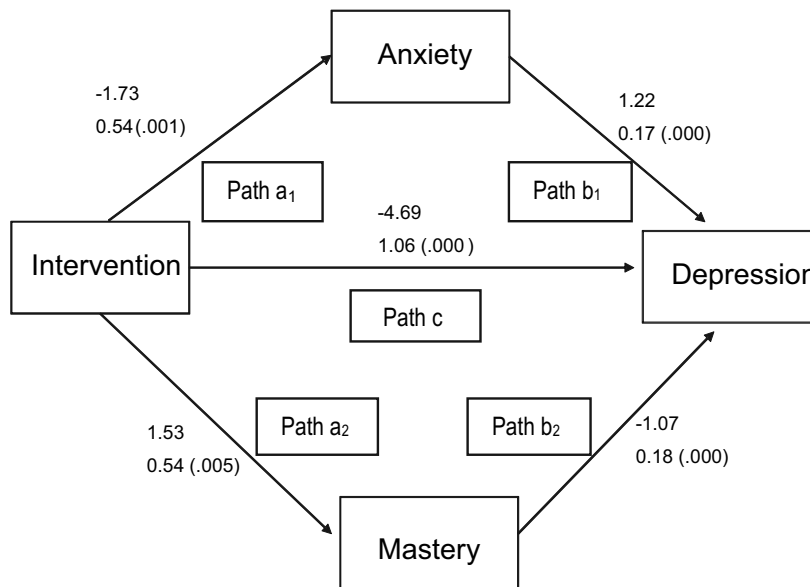 Anxiety
-1.73
0.54 (.001)
1.22
0.17 (.000)
Path a1
Path b1
-4.69
1.06 (.000 )
Intervention
Depression
Path c
1.53
0.54 (.005)
Path a2
Path b2
-1.07
0.18 (.000)
Mastery